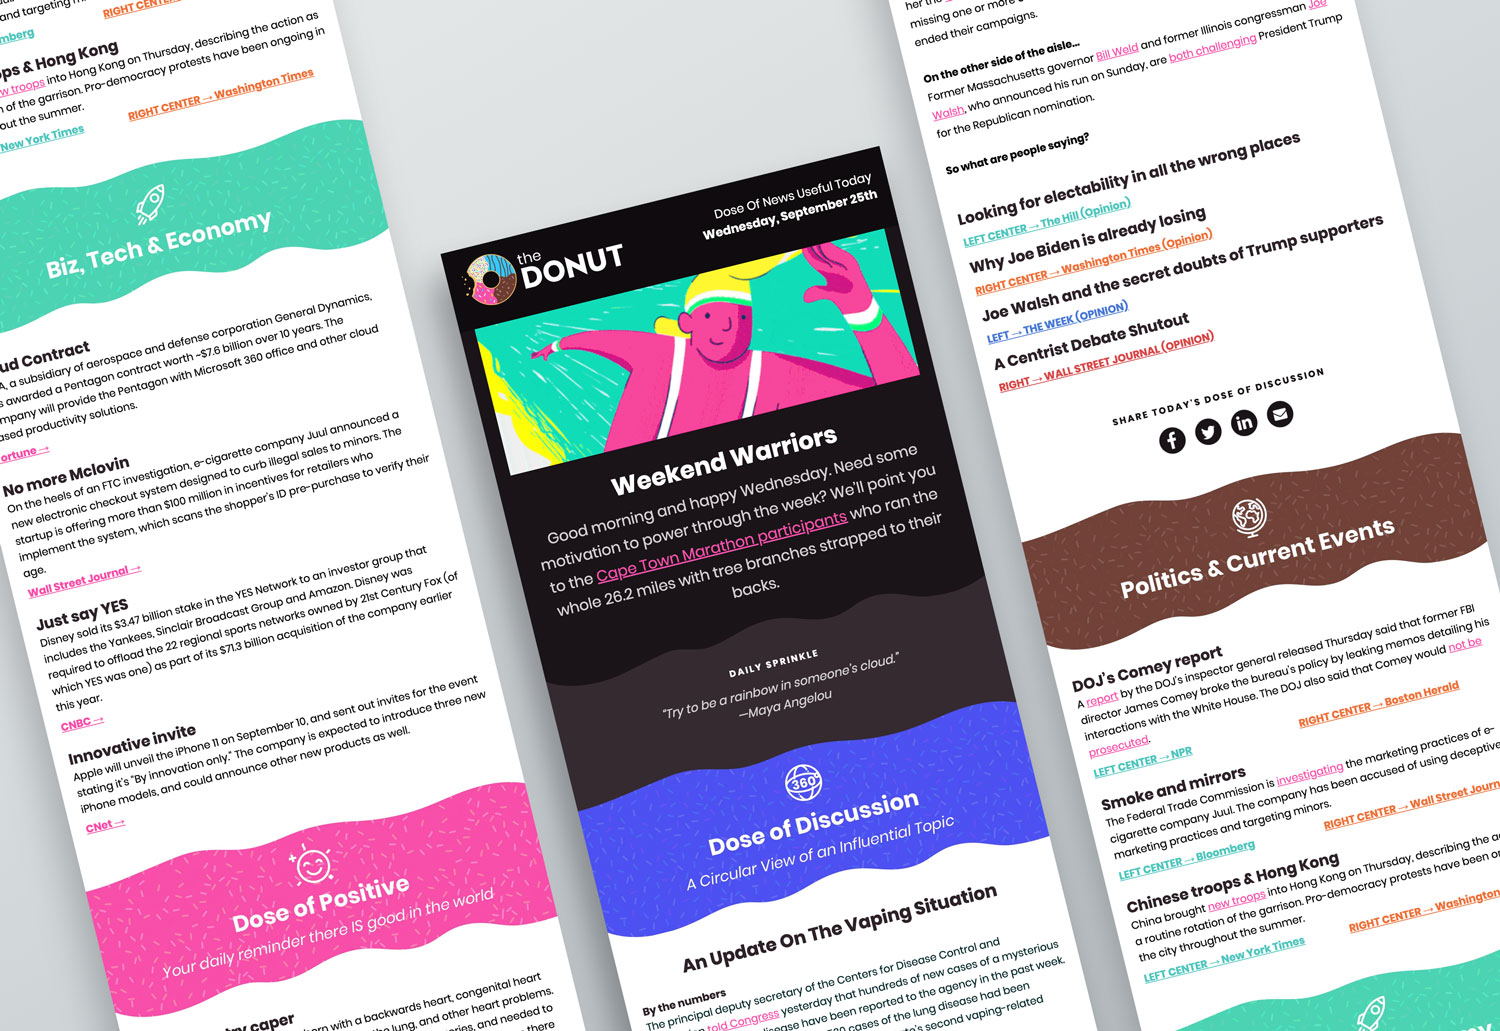 and targeting m
RIGHT CENTER →
mberg
ops & Hong Kong
w troops into Hong Kong on Thursday, describing the action as
n of the garrison. Pro-democracy protests have been ongoing in
out the summer.
RIGHT CENTER → Washington Times
New York Times
Biz, Tech & Economy
ud Contract
A, a subsidiary of aerospace and defense corporation General Dynamics,
s awarded a Pentagon contract worth ~$7.6 billion over 10 years. The
mpany will provide the Pentagon with Microsoft 360 office and other cloud
ased productivity solutions.
ortune →
No more Mclovin
On the heels of an FTC investigation, e-cigarette company Juul announced a
new electronic checkout system designed to curb illegal sales to minors. The
startup is offering more than $100 million in incentives for retailers who
implement the system, which scans the shopper's ID pre-purchase to verify their
age.
Wall Street Journal →
Just say YES
Disney sold its $3.47 billion stake in the YES Network to an investor group that
includes the Yankees, Sinclair Broadcast Group and Amazon. Disney was
required to offload the 22 regional sports networks owned by 21st Century Fox (of
which YES was one) as part of its $71.3 billion acquisition of the company earlier
this year.
CNBC →
Innovative invite
Apple will unveil the iPhone 11 on September 10, and sent out invites for the event
stating it's "By innovation only." The company is expected to introduce three new
iPhone models, and could announce other new products as well.
CNet →
Dose of Positive
Your daily reminder there IS good in the world
try caper
orn with a backwards heart, congenital heart
the lung, and other heart problems.
ries, and needed to
there
the
DONUT
Dose Of News Useful Today
Wednesday, September 25th
Weekend Warriors
Good morning and happy Wednesday. Need some
motivation to power through the week? We'll point you
to the Cape Town Marathon participants who ran the
whole 26.2 miles with tree branches strapped to their
backs.
DAILY SPRINKLE
"Try to be a rainbow in someone's cloud."
—Maya Angelou
360°
Dose of Discussion
A Circular View of an Influential Topic
An Update On The Vaping Situation
By the numbers
The principal deputy secretary of the Centers for Disease Control and
told Congress yesterday that hundreds of new cases of a mysterious
disease have been reported to the agency in the past week.
cases of the lung disease had been
's second vaping-related
her the
missing one or more
ended their campaigns.
On the other side of the aisle...
Former Massachusetts governor Bill Weld and former Illinois congressman Joe
Walsh, who announced his run on Sunday, are both challenging President Trump
for the Republican nomination.
So what are people saying?
Looking for electability in all the wrong places
LEFT CENTER → The Hill (Opinion)
Why Joe Biden is already losing
RIGHT CENTER → Washington Times (Opinion)
Joe Walsh and the secret doubts of Trump supporters
LEFT → THE WEEK (OPINION)
A Centrist Debate Shutout
RIGHT → WALL STREET JOURNAL (OPINION)
SHARE TODAY'S DOSE OF DISCUSSION
Politics & Current Events
DOJ's Comey report
A report by the DOJ's inspector general released Thursday said that former FBI
director James Comey broke the bureau's policy by leaking memos detailing his
interactions with the White House. The DOJ also said that Comey would not be
prosecuted.
RIGHT CENTER → Boston Herald
LEFT CENTER → NPR
Smoke and mirrors
The Federal Trade Commission is investigating the marketing practices of e-
cigarette company Juul. The company has been accused of using deceptive
marketing practices and targeting minors.
RIGHT CENTER → Wall Street Journ
LEFT CENTER → Bloomberg
Chinese troops & Hong Kong
China brought new troops into Hong Kong on Thursday, describing the a
a routine rotation of the garrison. Pro-democracy protests have been on
the city throughout the summer.
RIGHT CENTER → Washington
LEFT CENTER → New York Times